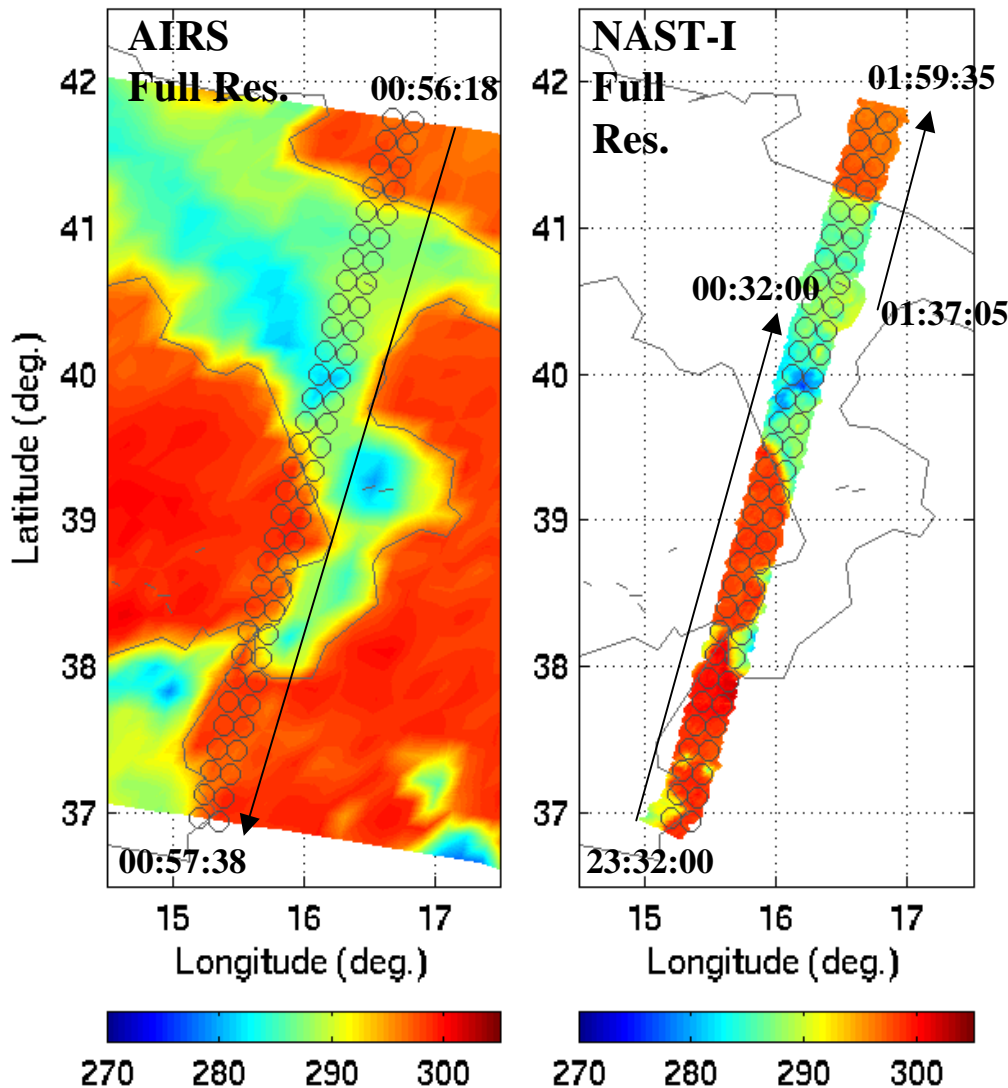 AIRS
Full Res.
00:56:18
NAST-I
Full
Res.
01:59:35
42
41
40
39
38
37
42
41
40
39
38
37
Latitude (deg.)
00:32:00
01:37:05
00:57:38
23:32:00
15 16 17
15 16 17
Longitude (deg.)
Longitude (deg.)
270 280 290 300
270 280 290 300